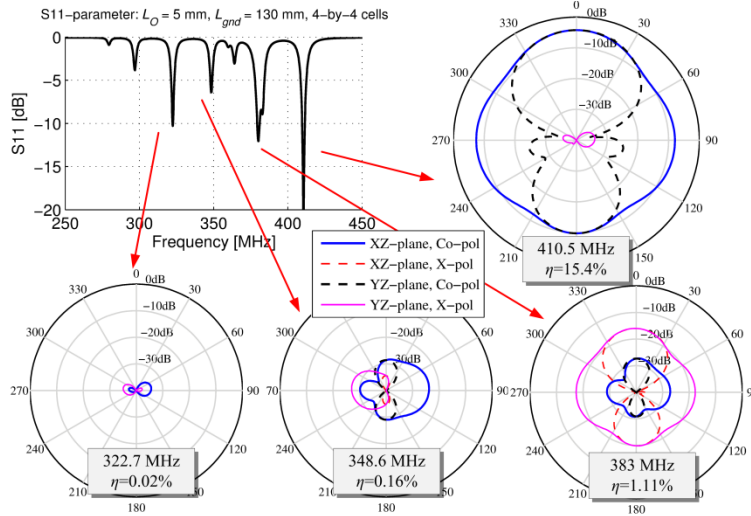 S11-parameter: L_O = 5 mm, L_gnd = 130 mm, 4-by-4 cells
0
−5
−10
−15
−20
S11 [dB]
250 300 350 400 450
Frequency [MHz]
0
0dB
−10dB
−20dB
−30dB
330 30
300 60
270 90
240 120
210 150
410.5 MHz
η=15.4%
XZ-plane, Co-pol
XZ-plane, X-pol
YZ-plane, Co-pol
YZ-plane, X-pol
0
0dB
−10dB
−20dB
−30dB
330 30
300 60
270 90
240 120
210 150
180
322.7 MHz
η=0.02%
−20dB
−30dB
300 60
70 90
240 120
210 150
180
348.6 MHz
η=0.16%
0
0dB
−10dB
−20dB
−30dB
330 30
300 60
270 90
240 120
210 150
180
383 MHz
η=1.11%